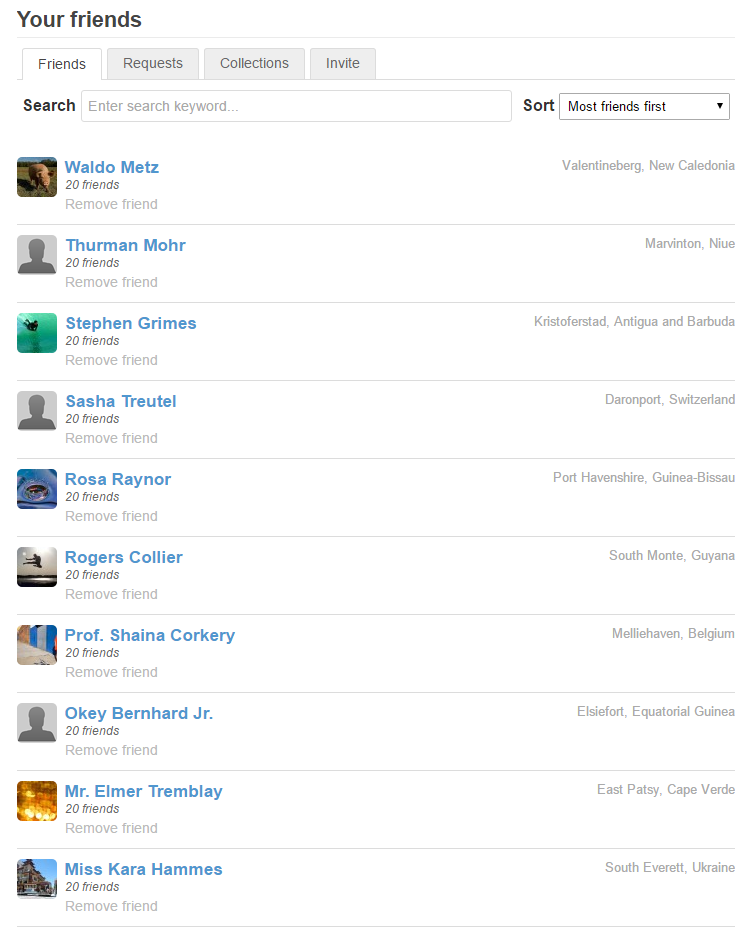 Your friends
Friends Requests Collections Invite
Search Enter search keyword... Sort Most friends first
Waldo Metz Valentineberg, New Caledonia
20 friends
Remove friend
Thurman Mohr Marvinton, Niue
20 friends
Remove friend
Stephen Grimes Kristoferstad, Antigua and Barbuda
20 friends
Remove friend
Sasha Treutel Daronport, Switzerland
20 friends
Remove friend
Rosa Raynor Port Havenshire, Guinea-Bissau
20 friends
Remove friend
Rogers Collier South Monte, Guyana
20 friends
Remove friend
Prof. Shaina Corkery Melliehaven, Belgium
20 friends
Remove friend
Okey Bernhard Jr. Elsiefort, Equatorial Guinea
20 friends
Remove friend
Mr. Elmer Tremblay East Patsy, Cape Verde
20 friends
Remove friend
Miss Kara Hammes South Everett, Ukraine
20 friends
Remove friend